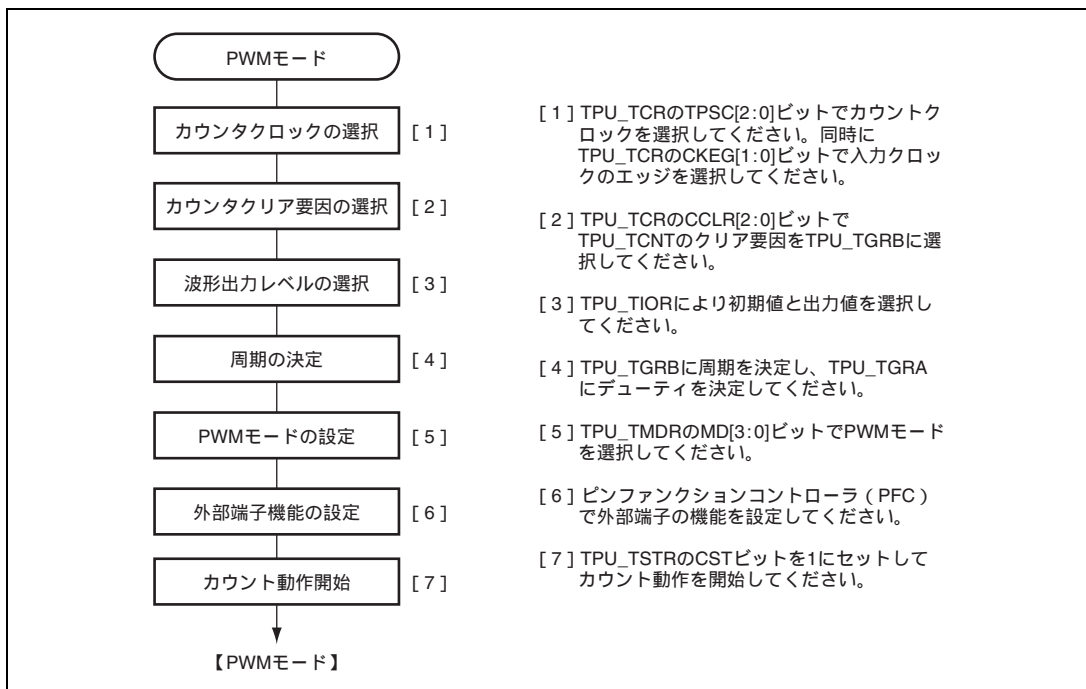 PWMモード
カウンタクロックの選択 [1]
カウンタクリア要因の選択 [2]
波形出力レベルの選択 [3]
周期の決定 [4]
PWMモードの設定 [5]
外部端子機能の設定 [6]
カウント動作開始 [7]
【PWMモード】
[1] TPU_TCRのTPSC[2:0]ビットでカウントク
ロックを選択してください。同時に
TPU_TCRのCKEG[1:0]ビットで入力クロッ
クのエッジを選択してください。
[2] TPU_TCRのCCLR[2:0]ビットで
TPU_TCNTのクリア要因をTPU_TGRBに選
択してください。
[3] TPU_TIORにより初期値と出力値を選択し
てください。
[4] TPU_TGRBに周期を決定し、TPU_TGRA
にデューティを決定してください。
[5] TPU_TMDRのMD[3:0]ビットでPWMモード
を選択してください。
[6] ピンファンクションコントローラ（PFC）
で外部端子の機能を設定してください。
[7] TPU_TSTRのCSTビットを1にセットして
カウント動作を開始してください。